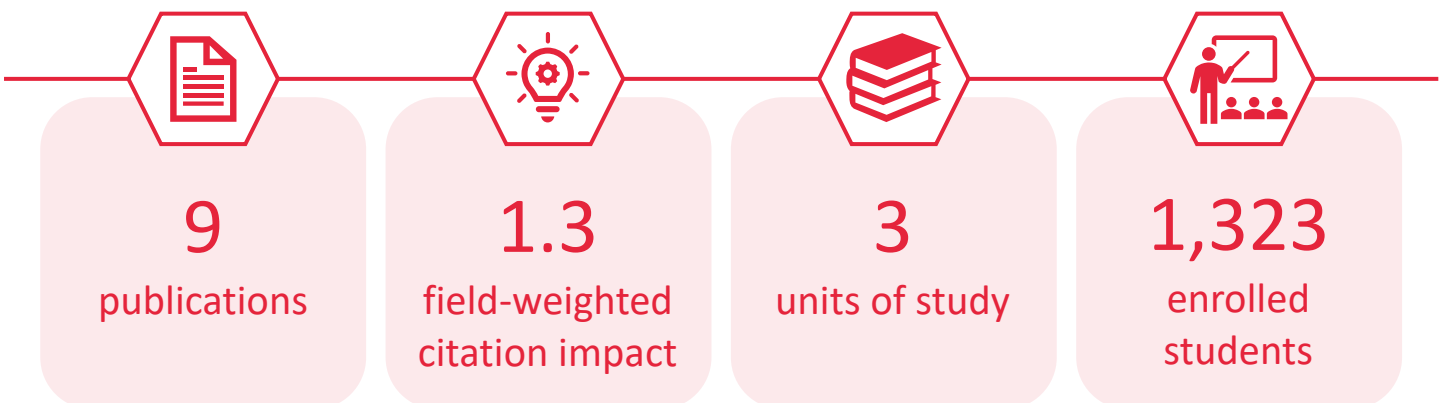 9
publications
1.3
field-weighted
citation impact
3
units of study
1,323
enrolled
students